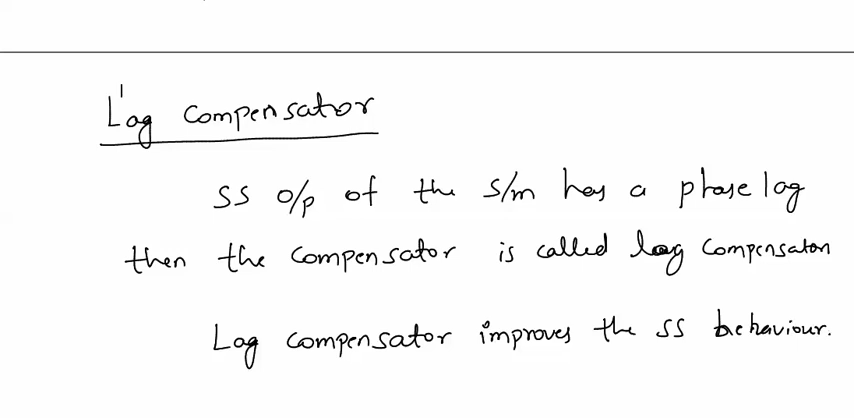 Lag Compensator
SS o/p of the s/m has a phase lag
then the compensator is called lag compensator
Lag compensator improves the SS behaviour.